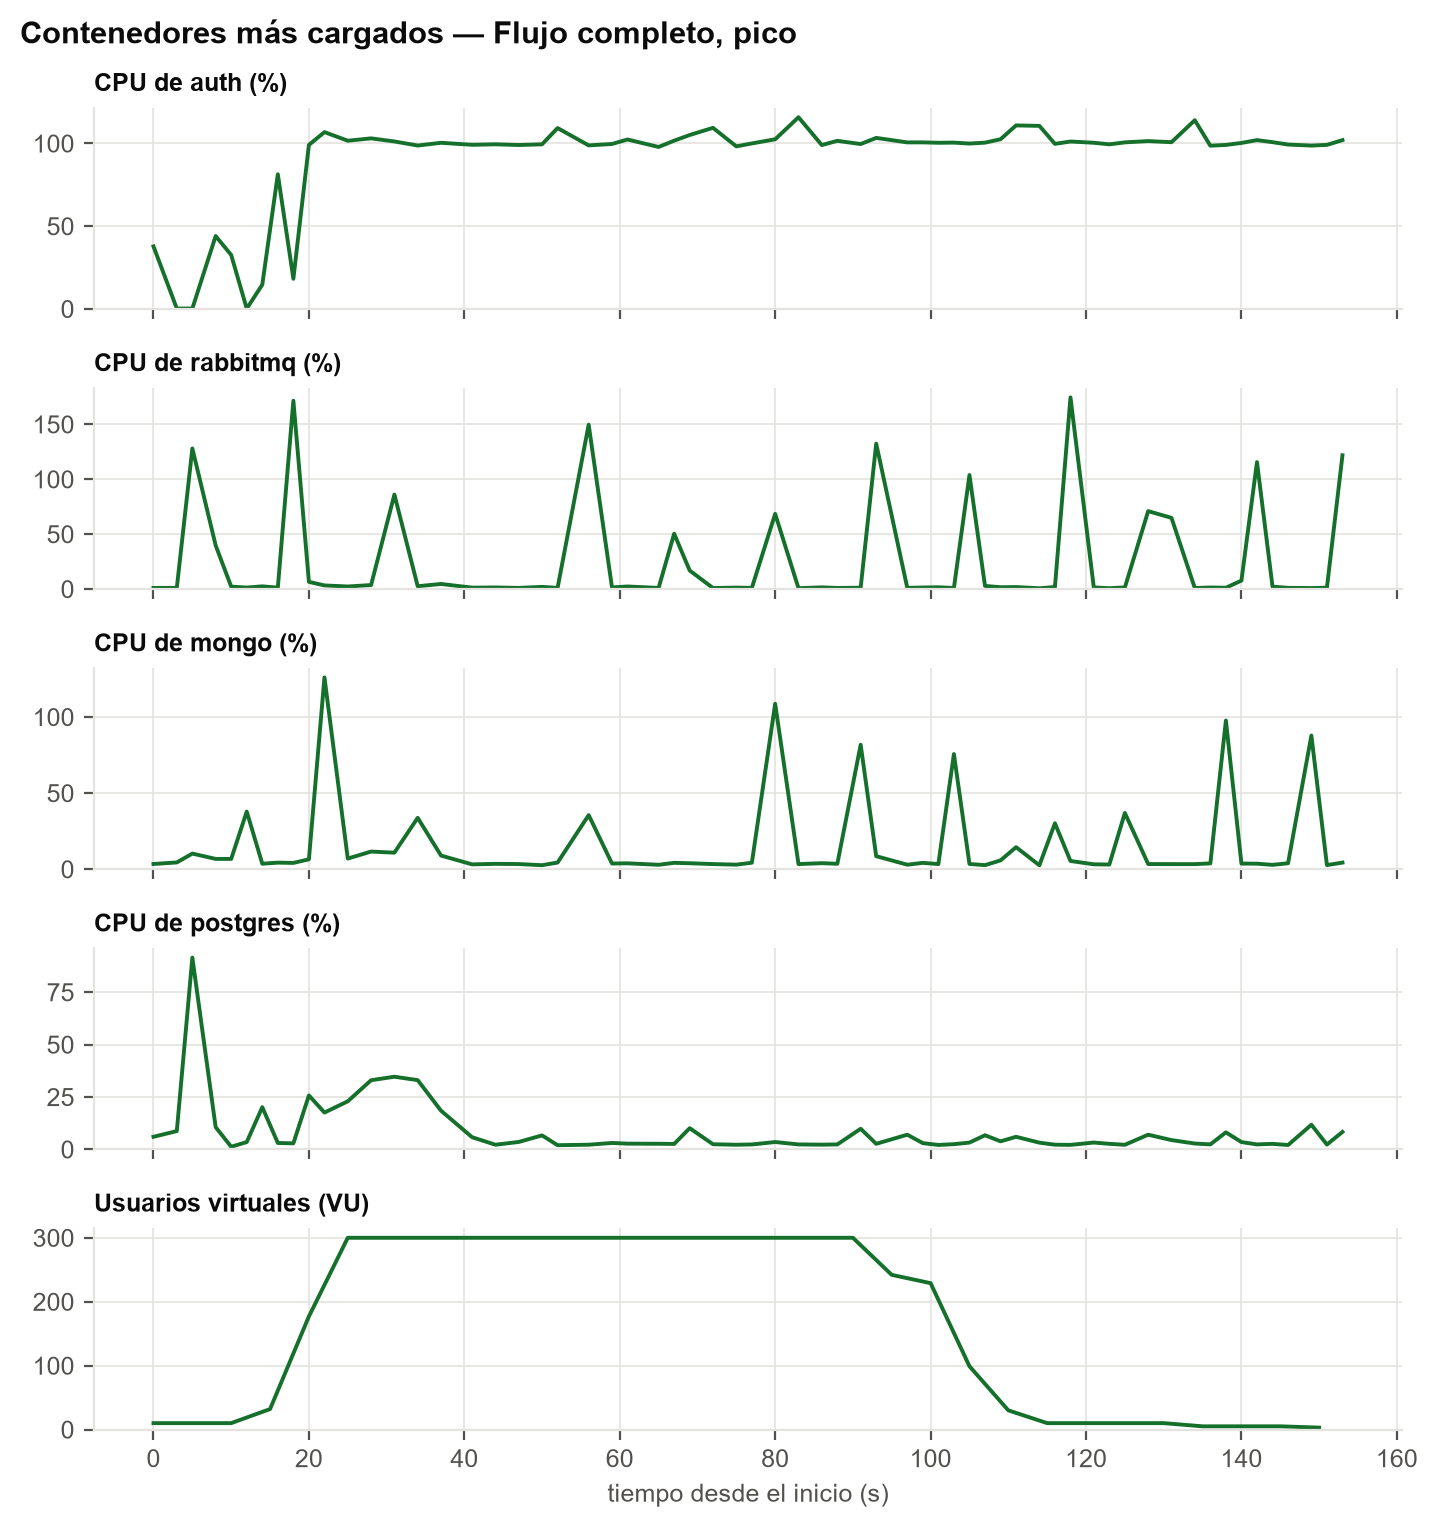 Contenedores más cargados — Flujo completo, pico
CPU de auth (%)
100
50
0
CPU de rabbitmq (%)
150
100
50
0
CPU de mongo (%)
100
50
0
CPU de postgres (%)
75
50
25
0
Usuarios virtuales (VU)
300
200
100
0
0 20 40 60 80 100 120 140 160
tiempo desde el inicio (s)